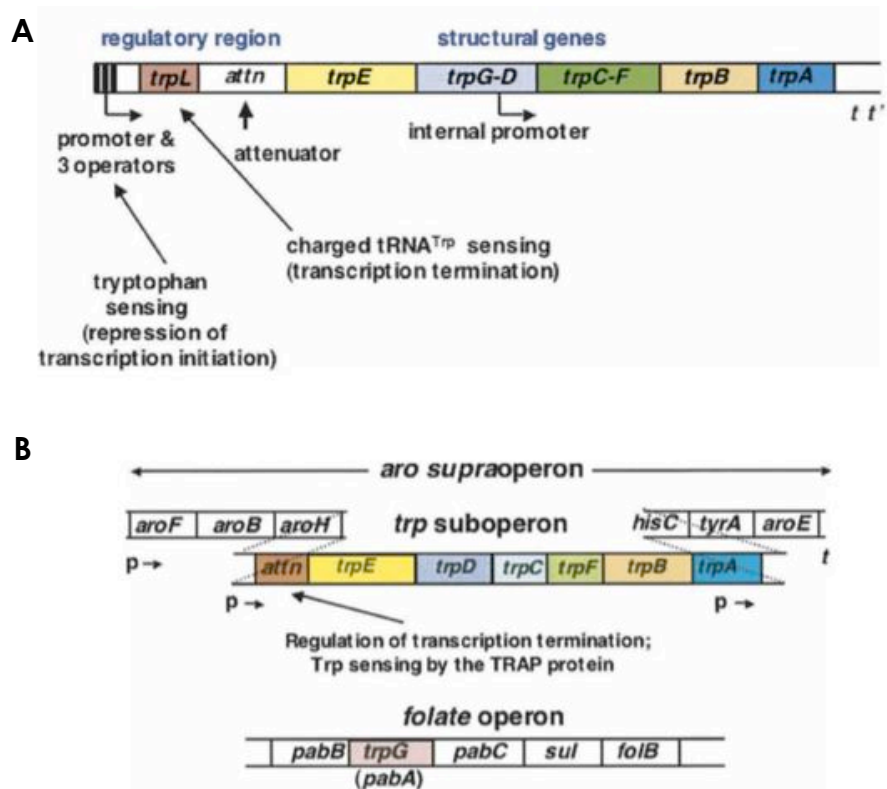 A
regulatory region structural genes
trpL attn trpE trpG-D trpC-F trpB trpA
t t'
promoter &
3 operators
attenuator
internal promoter
charged tRNATrp sensing
(transcription termination)
tryptophan
sensing
(repression of
transcription initiation)
B
aro supraoperon
aroF aroB aroH trp suboperon hisC tyrA aroE
p t
attn trpE trpD trpC trpF trpB trpA
p p
Regulation of transcription termination;
Trp sensing by the TRAP protein
folate operon
pabB trpG pabC sul folB
(pabA)